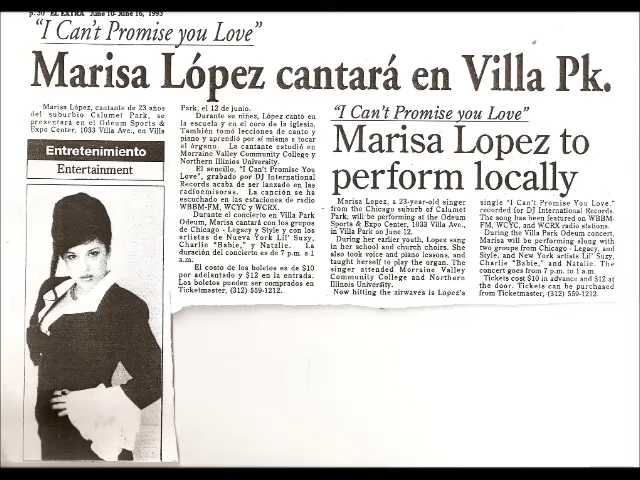 p. 30 EL EXTRA June 10- June 16, 1993
"I Can't Promise you Love"
Marisa López cantará en Villa Pk.
Marisa López, cantante de 23 años
del suburbio Calumet Park, se
presentará en el Odeum Sports &
Expo Center, 1033 Villa Ave., en Villa
Entretenimiento
Entertainment
Park, el 12 de junio.
Durante su niñez, López cantó en
la escuela y en el coro de la iglesia.
También tomó lecciones de canto y
piano y aprendió por sí misma a tocar
el órgano. La cantante estudió en
Morraine Valley Community College y
Northern Illinois University.
El sencillo, "I Can't Promise You
Love", grabado por DJ International
Records acaba de ser lanzado en las
radioemisoras. La canción se ha
escuchado en las estaciones de radio
WBBM-FM, WCYC y WCRX.
Durante el concierto en Villa Park
Odeum, Marisa cantará con los grupos
de Chicago - Legacy y Style y con los
artistas de Nueva York Lil' Suzy,
Charlie "Babie," y Natalie. La
duración del concierto es de 7 p.m. a 1
a.m.
El costo de los boletos es de $10
por adelantado y $12 en la entrada.
Los boletos pueden ser comprados en
Ticketmaster, (312) 559-1212.
"I Can't Promise you Love"
Marisa Lopez to
perform locally
Marisa Lopez, a 23-year-old singer
from the Chicago suburb of Calumet
Park, will be performing at the Odeum
Sports & Expo Center, 1033 Villa Ave.,
in Villa Park on June 12.
During her earlier youth, Lopez sang
in her school and church choirs. She
also took voice and piano lessons, and
taught herself to play the organ. The
singer attended Morraine Valley
Community College and Northern
Illinois University.
Now hitting the airwaves is Lopez's
single "I Can't Promise You Love,"
recorded for DJ International Records.
The song has been featured on WBBM-
FM, WCYC, and WCRX radio stations.
During the Villa Park Odeum concert,
Marisa will be performing along with
two groups from Chicago - Legacy, and
Style, and New York artists Lil' Suzy,
Charlie "Babie," and Natalie. The
concert goes from 7 p.m. to 1 a.m.
Tickets cost $10 in advance and $12 at
the door. Tickets can be purchased
from Ticketmaster, (312) 559-1212.